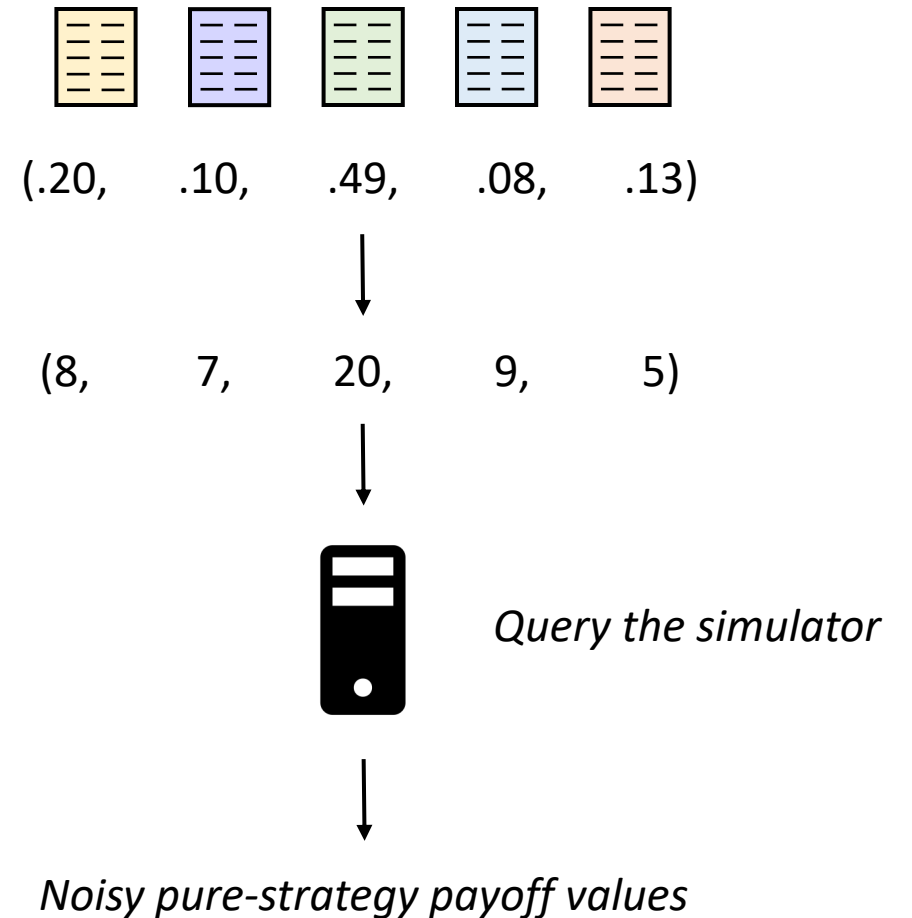 (.20, .10, .49, .08, .13)
(8, 7, 20, 9, 5)
Query the simulator
Noisy pure-strategy payoff values